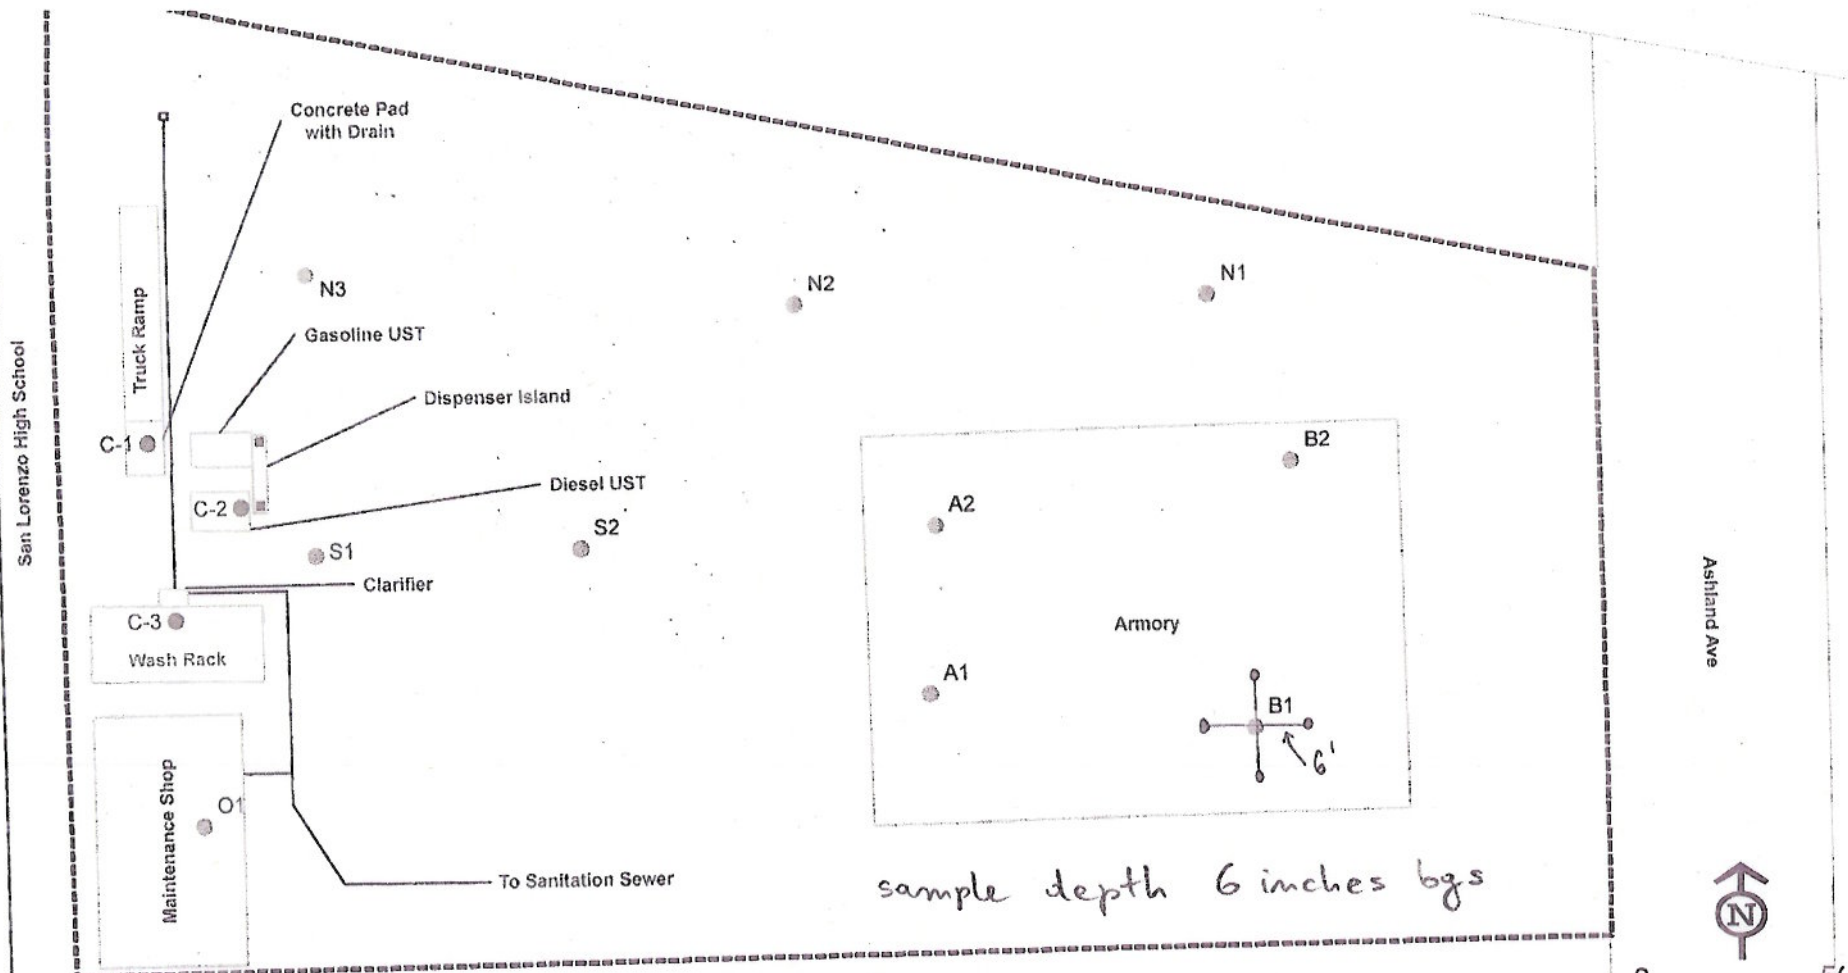 Concrete Pad
with Drain
N3
N2
N1
Gasoline UST
Truck Ramp
San Lorenzo High School
Dispenser Island
C-1
B2
Diesel UST
C-2
A2
S2
S1
Clarifier
Ashland Ave
C-3
Armory
Wash Rack
A1
B1
6'
Maintenance Shop
O1
To Sanitation Sewer
sample depth 6 inches bgs
N